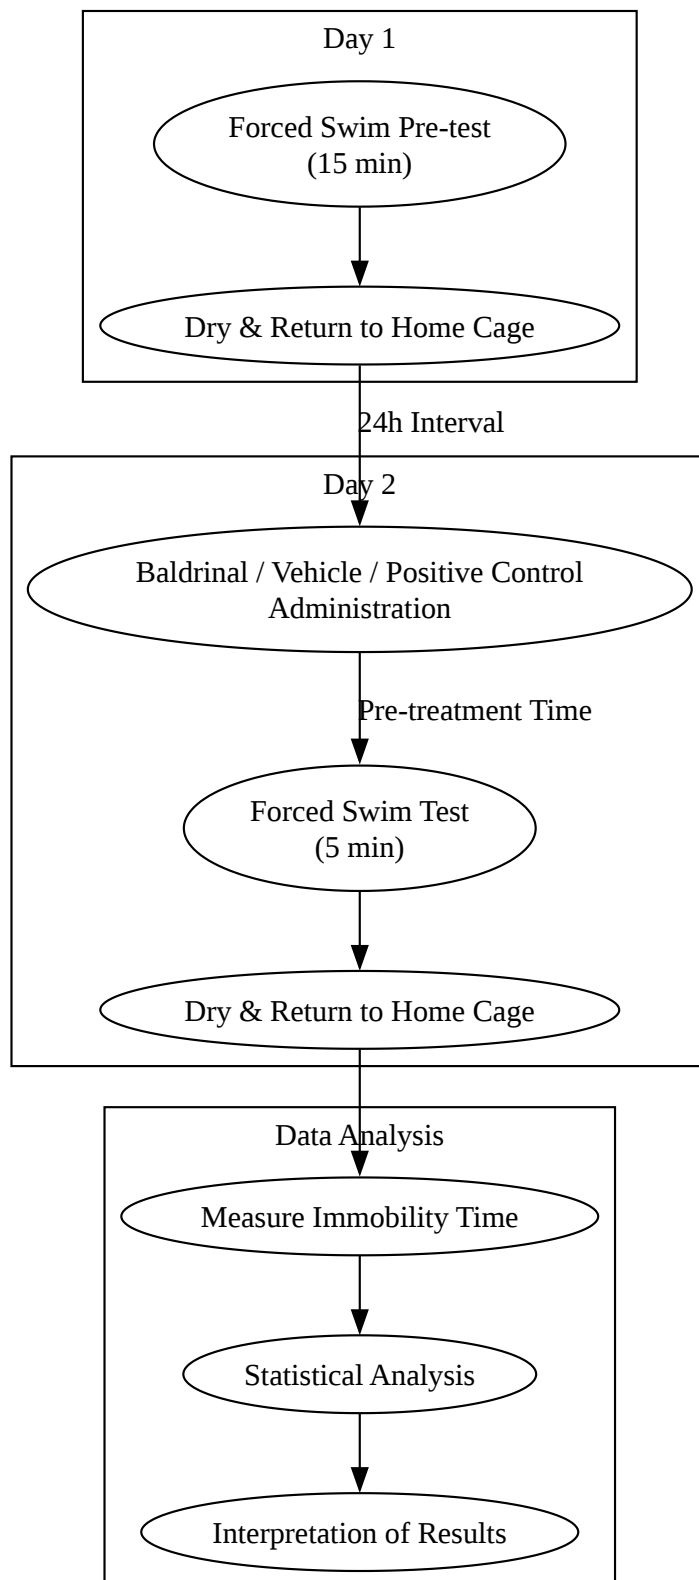 Day 1
Forced Swim Pre-test
(15 min)
Dry & Return to Home Cage
24h Interval
Day 2
Baldrinal / Vehicle / Positive Control
Administration
Pre-treatment Time
Forced Swim Test
(5 min)
Dry & Return to Home Cage
Data Analysis
Measure Immobility Time
Statistical Analysis
Interpretation of Results